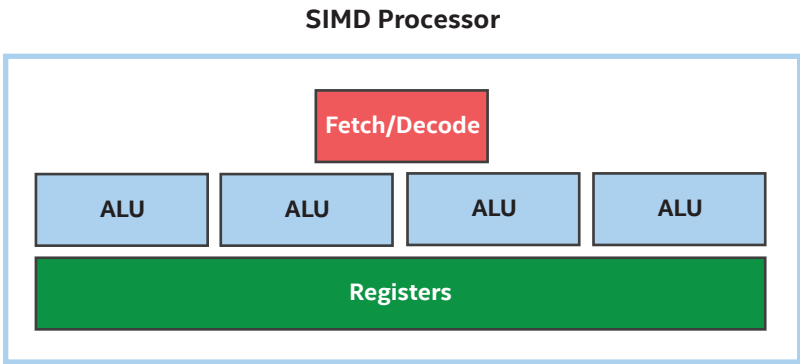 SIMD Processor
Fetch/Decode
ALU ALU ALU ALU
Registers